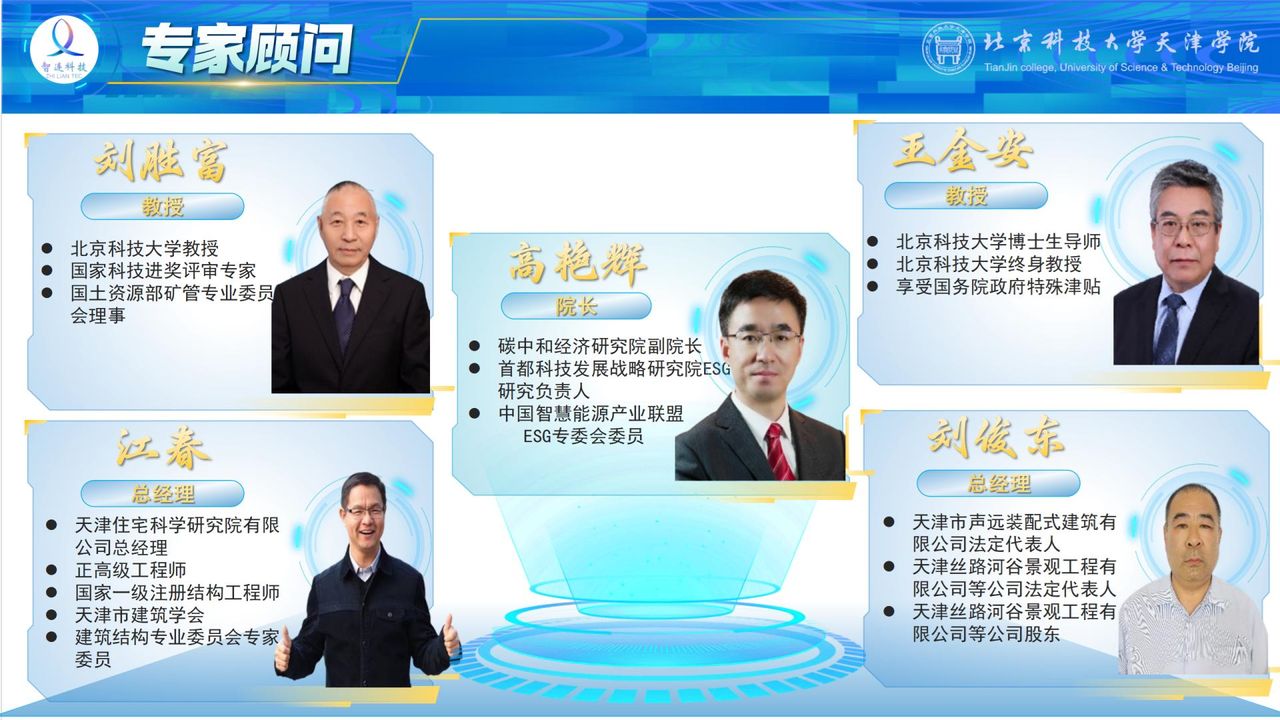 智连科技
ZHI LIAN TEC
专家顾问
北京科技大学天津学院
TianJin college, University of Science & Technology Beijing
刘胜富
教授
● 北京科技大学教授
● 国家科技进奖评审专家
● 国土资源部矿管专业委员
会理事
高艳辉
院长
● 碳中和经济研究院副院长
● 首都科技发展战略研究院ESG
研究负责人
● 中国智慧能源产业联盟
ESG专委会委员
王金安
教授
● 北京科技大学博士生导师
● 北京科技大学终身教授
● 享受国务院政府特殊津贴
江春
总经理
● 天津住宅科学研究院有限
公司总经理
● 正高级工程师
● 国家一级注册结构工程师
● 天津市建筑学会
● 建筑结构专业委员会专家
委员
刘俊东
总经理
● 天津市声远装配式建筑有
限公司法定代表人
● 天津丝路河谷景观工程有
限公司等公司法定代表人
● 天津丝路河谷景观工程有
限公司等公司股东